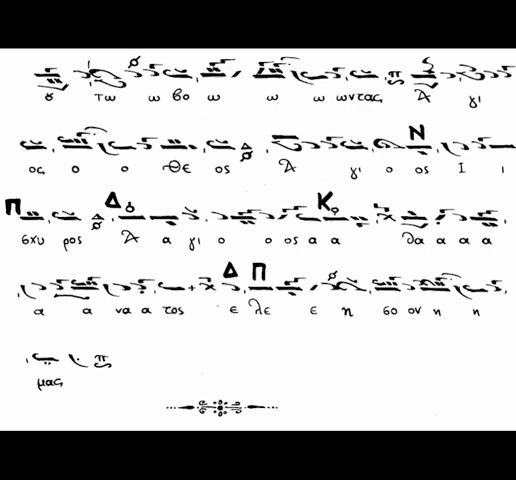 ȣ τω ω βο ω ω ω ωντας Ἁ γι
ος ο ο Θε ος Ἁ γι ο ος Ι ι
Ν
σχυ ρος Ἁ α γι ο ο ος α α θα α α α
Π Δ Κ
α α να α τος ε λε ε η σο ον η η
Δ Π
μας